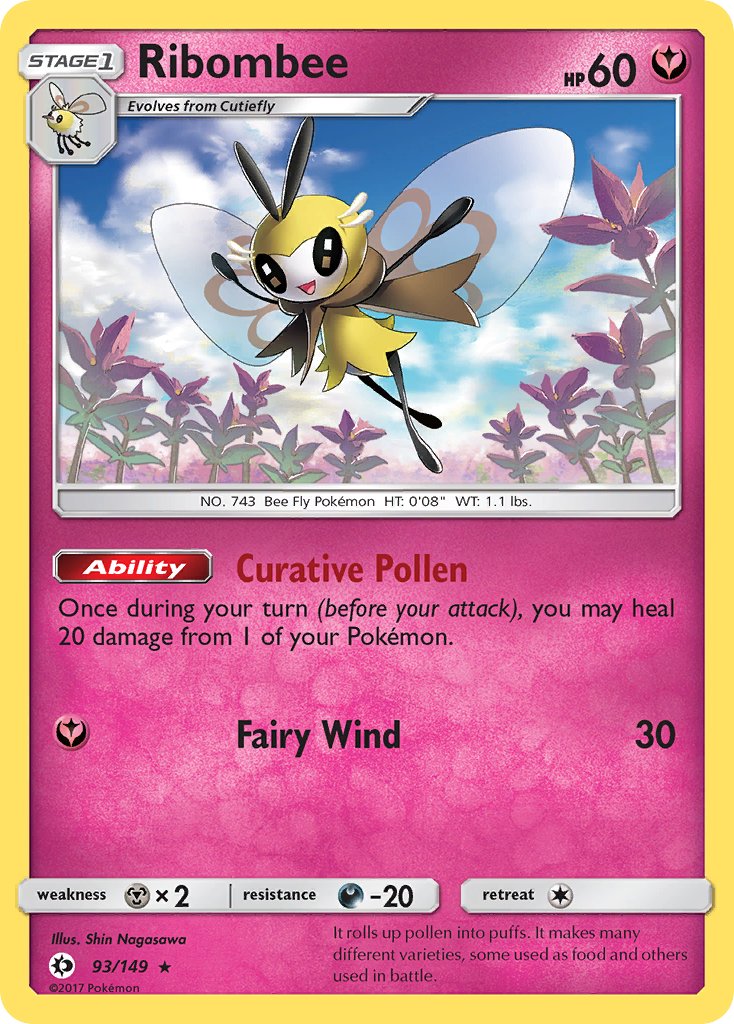 STAGE1 Ribombee HP60
Evolves from Cutiefly
NO. 743 Bee Fly Pokémon HT: 0'08" WT: 1.1 lbs.
Ability Curative Pollen
Once during your turn (before your attack), you may heal
20 damage from 1 of your Pokémon.
Fairy Wind 30
weakness ×2 resistance -20 retreat
Illus. Shin Nagasawa
93/149 ★
©2017 Pokémon
It rolls up pollen into puffs. It makes many
different varieties, some used as food and others
used in battle.